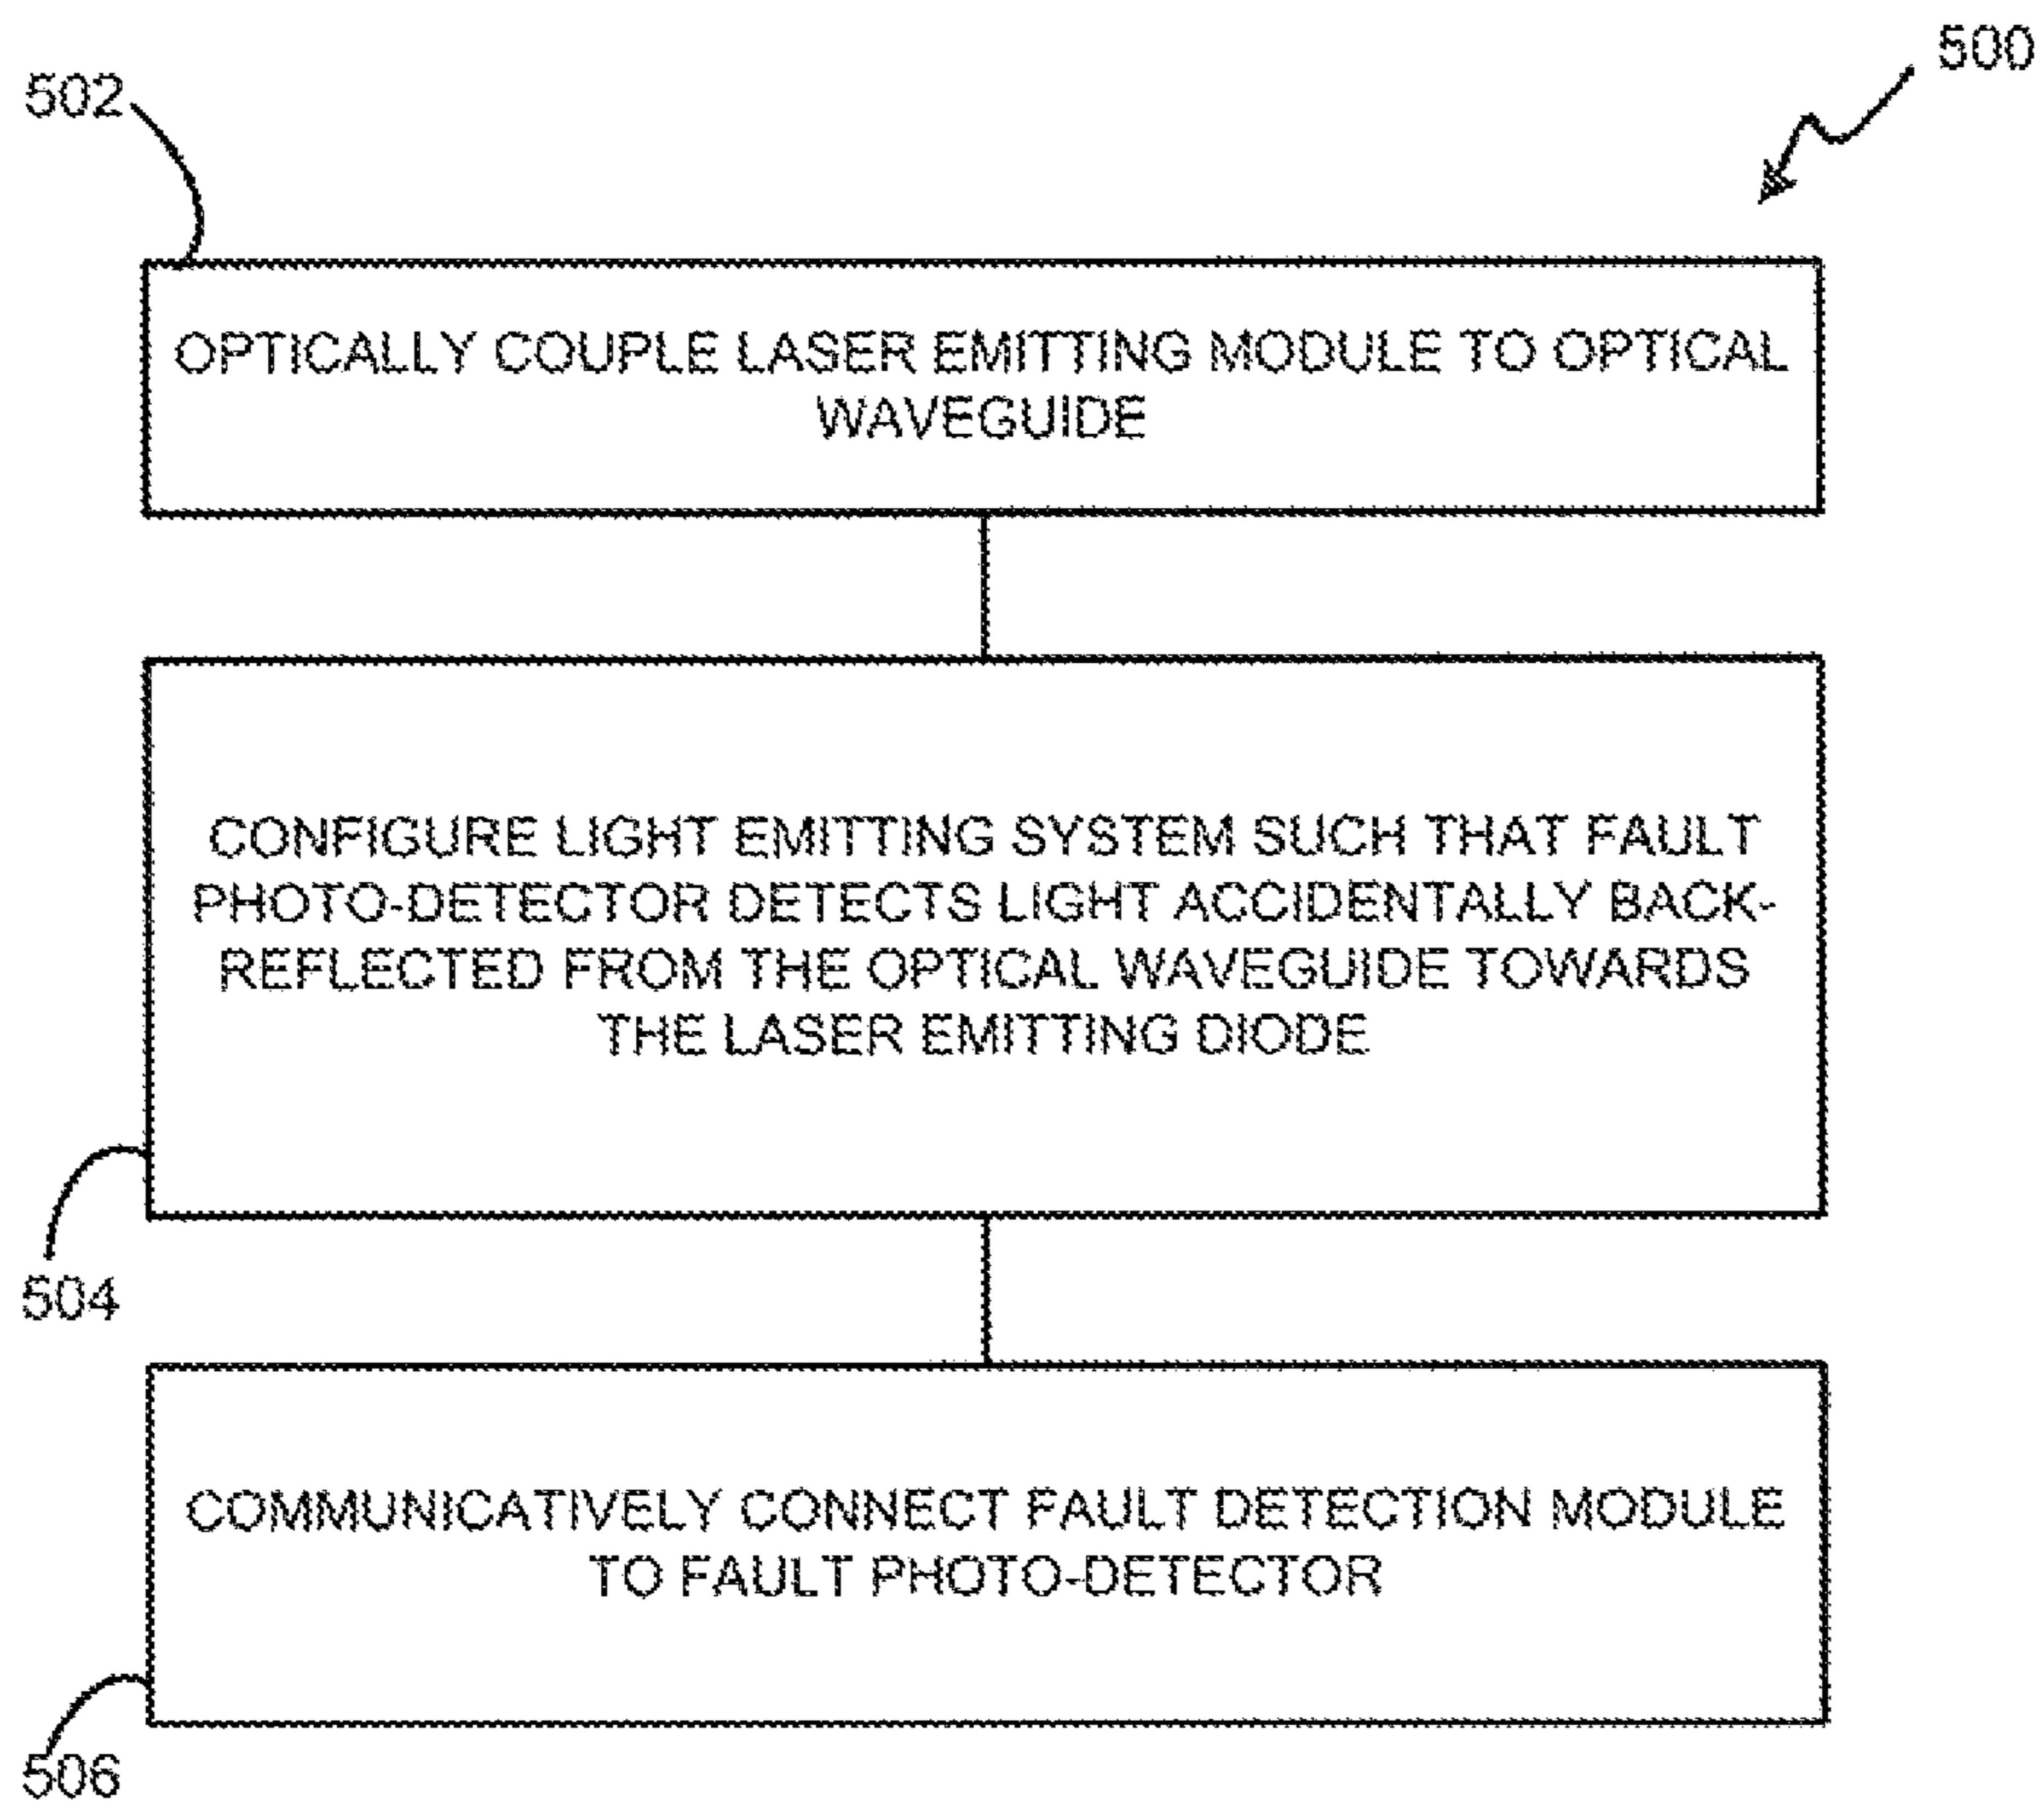 500
502
OPTICALLY COUPLE LASER EMITTING MODULE TO OPTICAL
WAVEGUIDE
CONFIGURE LIGHT EMITTING SYSTEM SUCH THAT FAULT
PHOTO-DETECTOR DETECTS LIGHT ACCIDENTALLY BACK-
REFLECTED FROM THE OPTICAL WAVEGUIDE TOWARDS
THE LASER EMITTING DIODE
504
COMMUNICATIVELY CONNECT FAULT DETECTION MODULE
TO FAULT PHOTO-DETECTOR
506